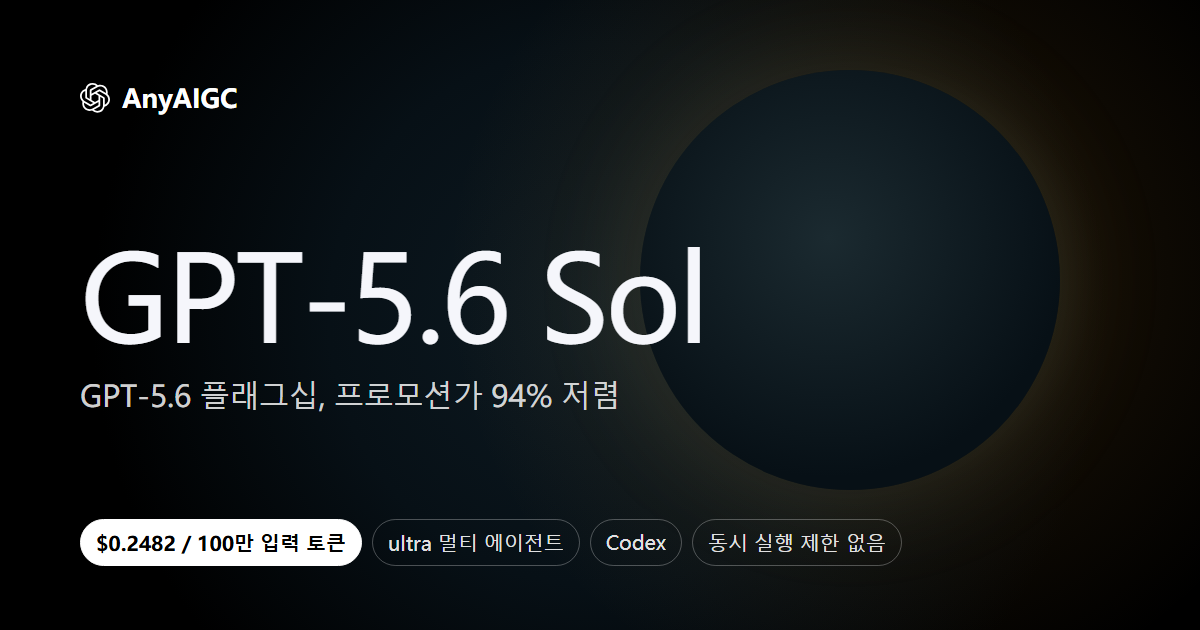 AnyAIGC
GPT-5.6 Sol
GPT-5.6 플래그십, 프로모션가 94% 저렴
$0.2482 / 100만 입력 토큰
ultra 멀티 에이전트
Codex
동시 실행 제한 없음